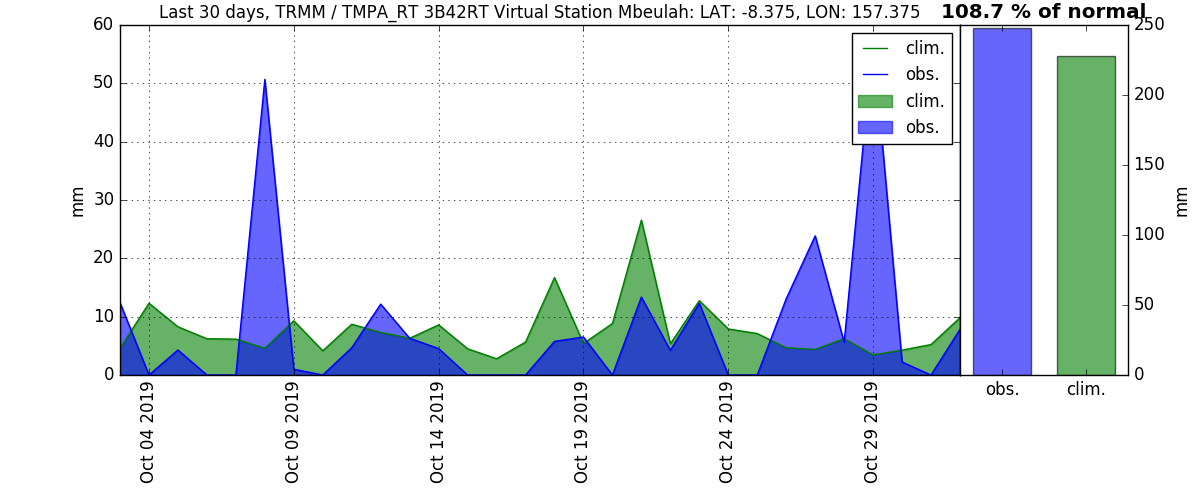 Last 30 days, TRMM / TMPA_RT 3B42RT Virtual Station Mbeulah: LAT: -8.375, LON: 157.375
108.7 % of normal
60
50
40
30
20
10
0
mm
clim.
obs.
clim.
obs.
250
200
150
100
50
0
mm
obs.
clim.
Oct 04 2019
Oct 09 2019
Oct 14 2019
Oct 19 2019
Oct 24 2019
Oct 29 2019